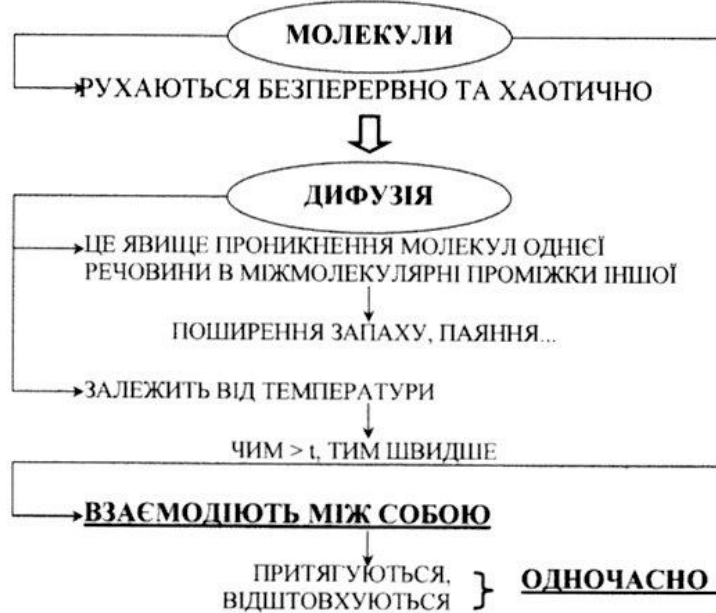 МОЛЕКУЛИ
РУХАЮТЬСЯ БЕЗПЕРЕРВНО ТА ХАОТИЧНО
ДИФУЗІЯ
ЦЕ ЯВИЩЕ ПРОНИКНЕННЯ МОЛЕКУЛ ОДНІЄЇ
РЕЧОВИНИ В МІЖМОЛЕКУЛЯРНІ ПРОМІЖКИ ІНШОЇ
ПОШИРЕННЯ ЗАПАХУ, ПАЯННЯ...
ЗАЛЕЖИТЬ ВІД ТЕМПЕРАТУРИ
ЧИМ > t, ТИМ ШВИДШЕ
ВЗАЄМОДІЮТЬ МІЖ СОБОЮ
ПРИТЯГУЮТЬСЯ,
ВІДШТОВХУЮТЬСЯ } ОДНОЧАСНО